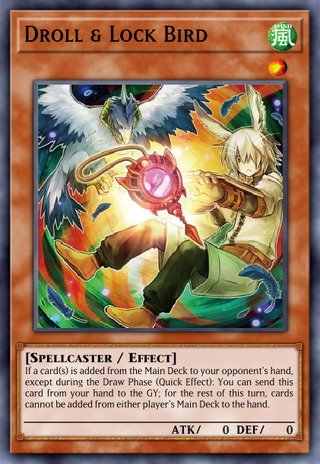 Droll & Lock Bird
WIND
風
[Spellcaster / Effect]
If a card(s) is added from the Main Deck to your opponent's hand,
except during the Draw Phase (Quick Effect): You can send this
card from your hand to the GY; for the rest of this turn, cards
cannot be added from either player's Main Deck to the hand.
ATK/ 0 DEF/ 0